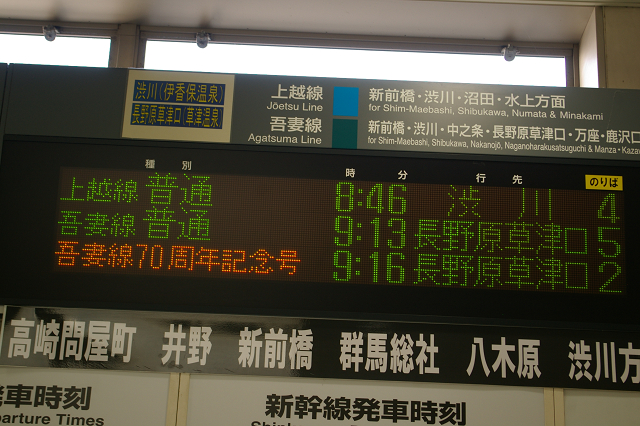 渋川(伊香保温泉)
長野原草津口(草津温泉)
上越線
Jōetsu Line
新前橋・渋川・沼田・水上方面
for Shim-Maebashi, Shibukawa, Numata & Minakami
吾妻線
Agatsuma Line
新前橋・渋川・中之条・長野原草津口・万座・鹿沢口
for Shim-Maebashi, Shibukawa, Nakanojō, Naganoharakusatsuguchi & Manza-Kazaw
種別 時 分 行先 のりば
上越線 普通 8:46 渋川 4
吾妻線 普通 9:13 長野原草津口 5
吾妻線70周年記念号 9:16 長野原草津口 2
高崎問屋町 井野 新前橋 群馬総社 八木原 渋川方
発車時刻
parture Times
新幹線発車時刻